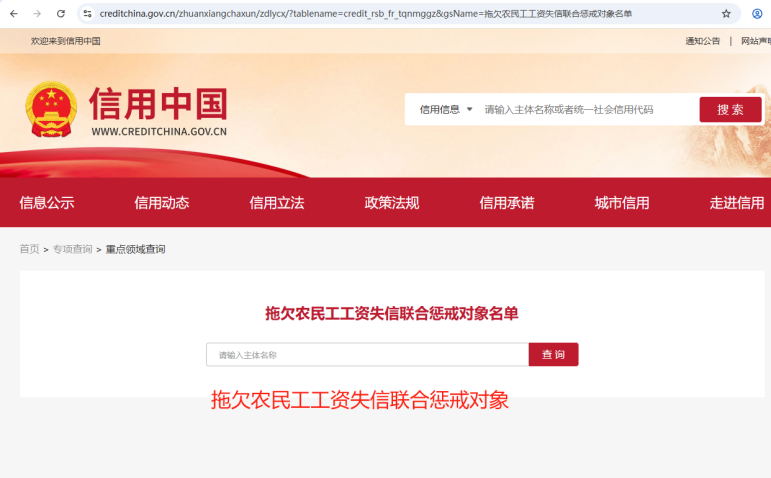 creditchina.gov.cn/zhuanxiangchaxun/zdlycx/?tablename=credit_rsb_fr_tqnmggz&gsName=拖欠农民工工资失信联合惩戒对象名单
欢迎来到信用中国
通知公告 | 网站声明
信用中国
WWW.CREDITCHINA.GOV.CN
信用信息 请输入主体名称或者统一社会信用代码 搜索
信息公示 信用动态 信用立法 政策法规 信用承诺 城市信用 走进信用
首页 > 专项查询 > 重点领域查询
拖欠农民工工资失信联合惩戒对象名单
请输入主体名称 查询
拖欠农民工工资失信联合惩戒对象